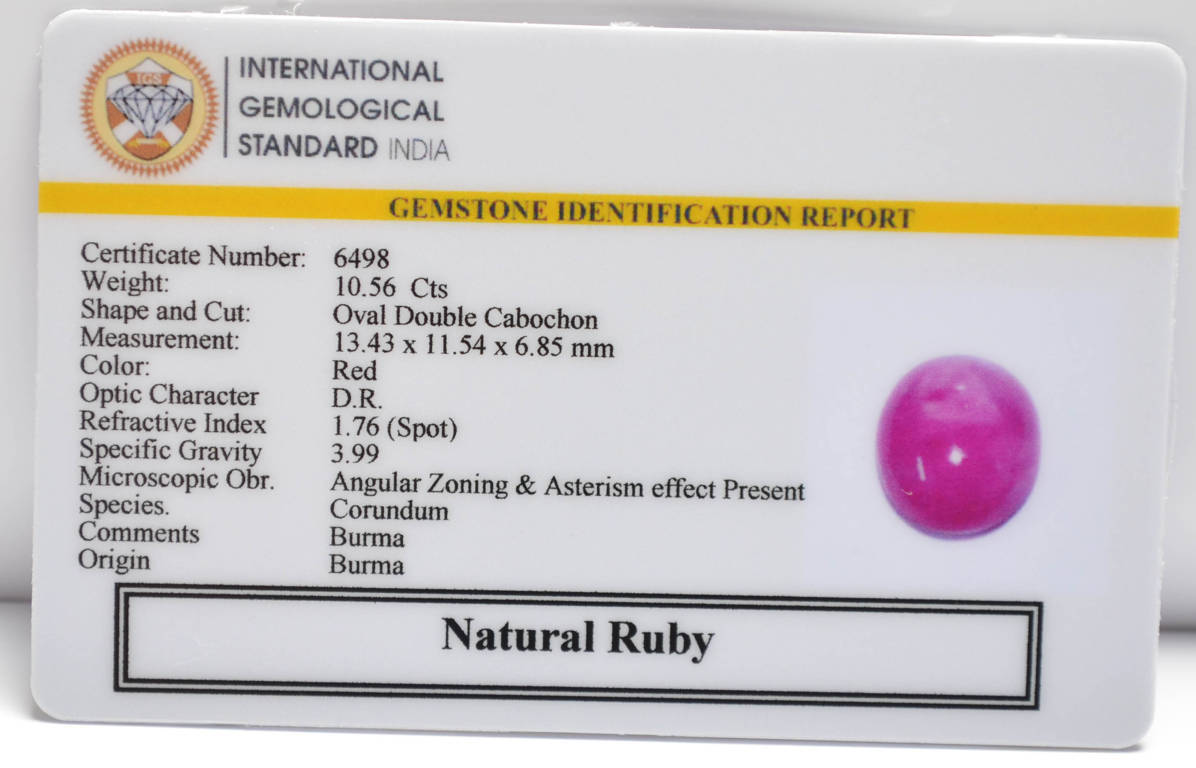 IGS
INTERNATIONAL
GEMOLOGICAL
STANDARD INDIA
GEMSTONE IDENTIFICATION REPORT
Certificate Number: 6498
Weight: 10.56 Cts
Shape and Cut: Oval Double Cabochon
Measurement: 13.43 x 11.54 x 6.85 mm
Color: Red
Optic Character D.R.
Refractive Index 1.76 (Spot)
Specific Gravity 3.99
Microscopic Obr. Angular Zoning & Asterism effect Present
Species. Corundum
Comments Burma
Origin Burma
Natural Ruby